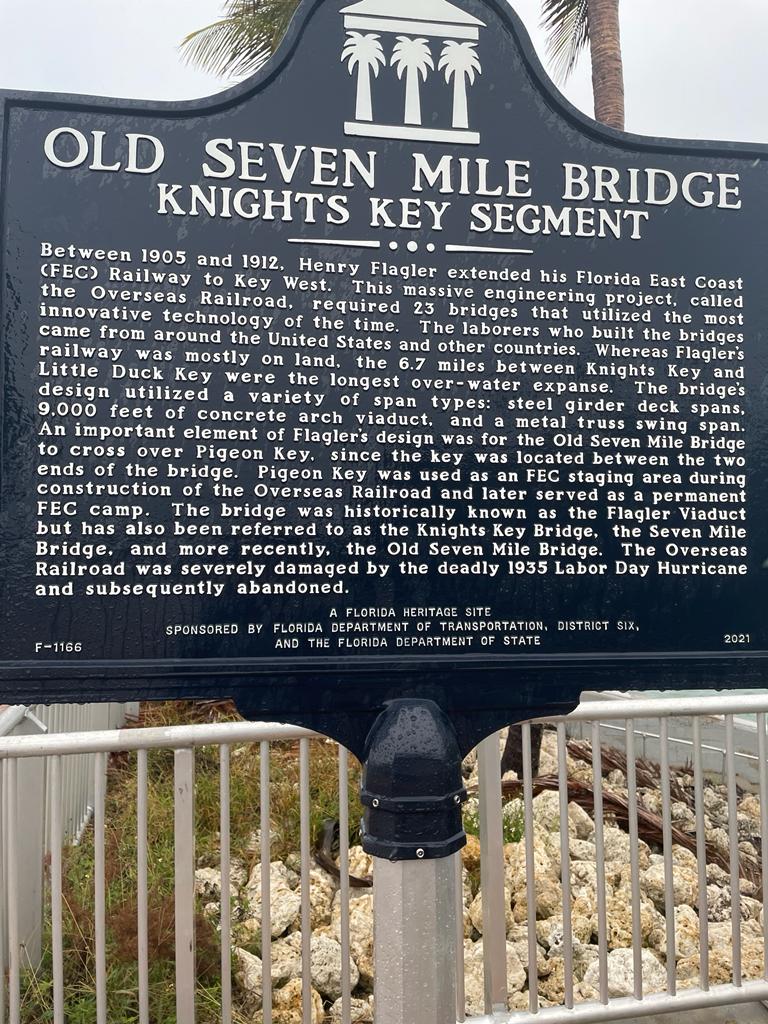 OLD SEVEN MILE BRIDGE
KNIGHTS KEY SEGMENT
Between 1905 and 1912, Henry Flagler extended his Florida East Coast
(FEC) Railway to Key West. This massive engineering project, called
the Overseas Railroad, required 23 bridges that utilized the most
innovative technology of the time. The laborers who built the bridges
came from around the United States and other countries. Whereas Flagler's
railway was mostly on land, the 6.7 miles between Knights Key and
Little Duck Key were the longest over-water expanse. The bridge's
design utilized a variety of span types: steel girder deck spans,
9,000 feet of concrete arch viaduct, and a metal truss swing span.
An important element of Flagler's design was for the Old Seven Mile Bridge
to cross over Pigeon Key, since the key was located between the two
ends of the bridge. Pigeon Key was used as an FEC staging area during
construction of the Overseas Railroad and later served as a permanent
FEC camp. The bridge was historically known as the Flagler Viaduct
but has also been referred to as the Knights Key Bridge, the Seven Mile
Bridge, and more recently, the Old Seven Mile Bridge. The Overseas
Railroad was severely damaged by the deadly 1935 Labor Day Hurricane
and subsequently abandoned.
A FLORIDA HERITAGE SITE
SPONSORED BY FLORIDA DEPARTMENT OF TRANSPORTATION, DISTRICT SIX,
AND THE FLORIDA DEPARTMENT OF STATE
F-1166 2021